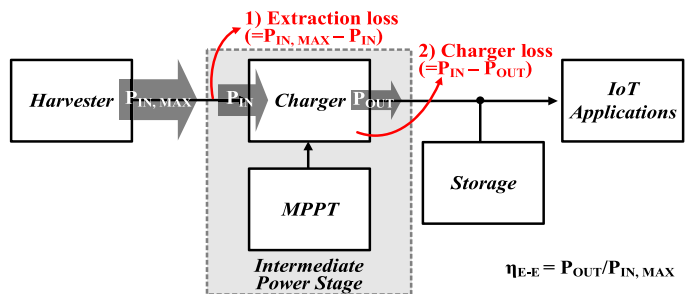 1) Extraction loss
(=PIN, MAX – PIN)
2) Charger loss
(=PIN – POUT)
Harvester
PIN, MAX
PIN
Charger
POUT
IoT
Applications
MPPT
Storage
Intermediate
Power Stage
ηE-E = POUT/PIN, MAX